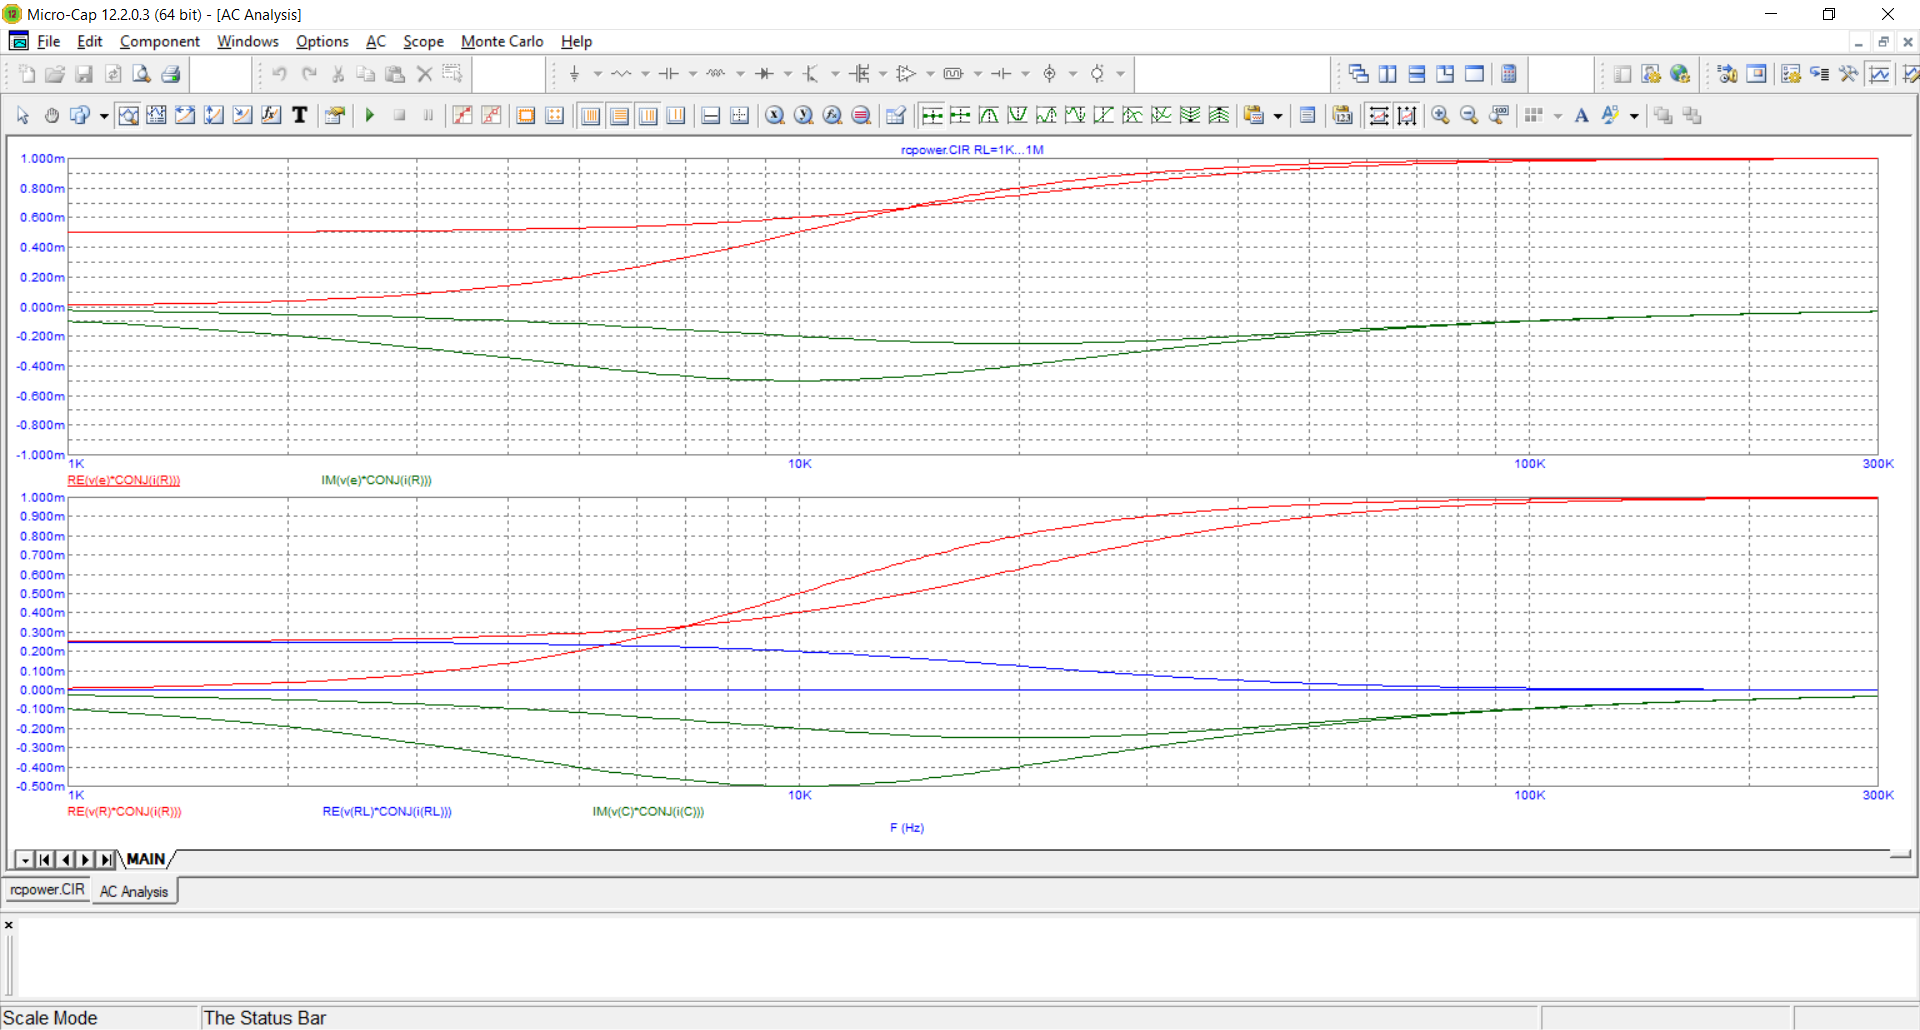 Micro-Cap 12.2.0.3 (64 bit) - [AC Analysis]
File Edit Component Windows Options AC Scope Monte Carlo Help
rcpower.CIR RL=1K...1M
1.000m
0.800m
0.600m
0.400m
0.200m
0.000m
-0.200m
-0.400m
-0.600m
-0.800m
-1.000m
1K 10K 100K 300K
RE(v(e)*CONJ(i(R))) IM(v(e)*CONJ(i(R)))
1.000m
0.900m
0.800m
0.700m
0.600m
0.500m
0.400m
0.300m
0.200m
0.100m
0.000m
-0.100m
-0.200m
-0.300m
-0.400m
-0.500m
1K 10K 100K 300K
RE(v(R)*CONJ(i(R))) RE(v(RL)*CONJ(i(RL))) IM(v(C)*CONJ(i(C)))
F (Hz)
MAIN
rcpower.CIR AC Analysis
Scale Mode The Status Bar